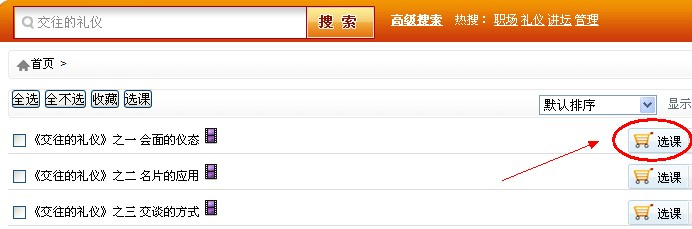 交往的礼仪 搜 索 高级搜索 热搜： 职场 礼仪 讲坛 管理
首页 >
全选 全不选 收藏 选课 默认排序 显示
《交往的礼仪》之一 会面的仪态 选课
《交往的礼仪》之二 名片的应用 选课
《交往的礼仪》之三 交谈的方式 选课